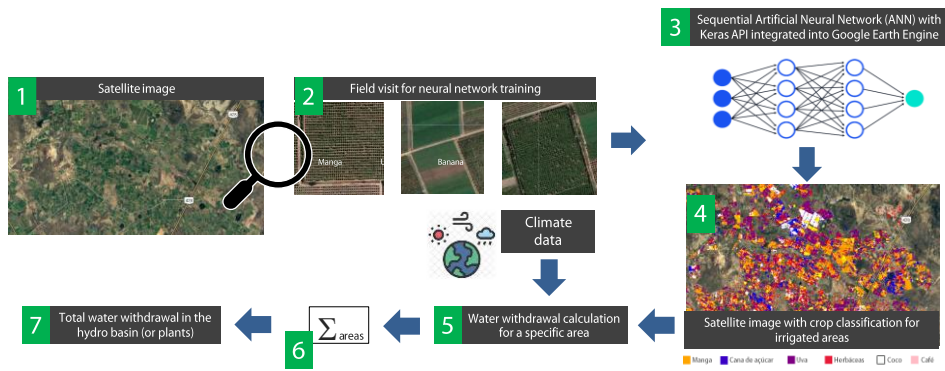 1
Satellite image
2
Field visit for neural network training
Manga
Banana
3
Sequential Artificial Neural Network (ANN) with
Keras API integrated into Google Earth Engine
4
Satellite image with crop classification for
irrigated areas
Manga
Cana de açúcar
Uva
Herbáceas
Coco
Café
Climate
data
5
Water withdrawal calculation
for a specific area
∑ areas
6
7
Total water withdrawal in the
hydro basin (or plants)